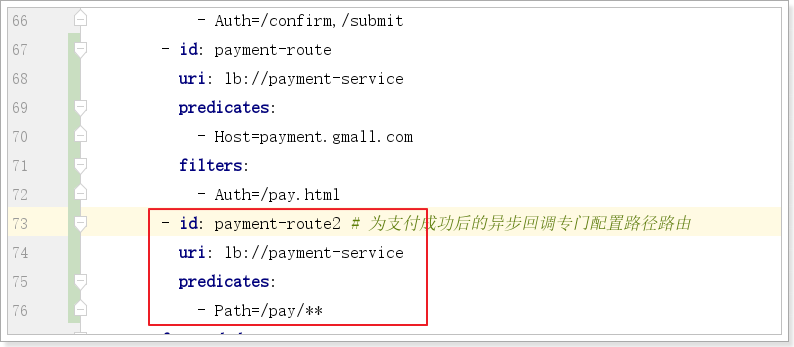 66 - Auth=/confirm,/submit
67 - id: payment-route
68 uri: lb://payment-service
69 predicates:
70 - Host=payment.gmall.com
71 filters:
72 - Auth=/pay.html
73 - id: payment-route2 # 为支付成功后的异步回调专门配置路径路由
74 uri: lb://payment-service
75 predicates:
76 - Path=/pay/**